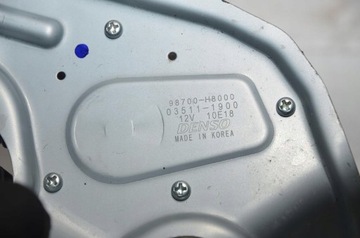 98700-H8000
03511-1900
12V 10E18
DENSO
MADE IN KOREA